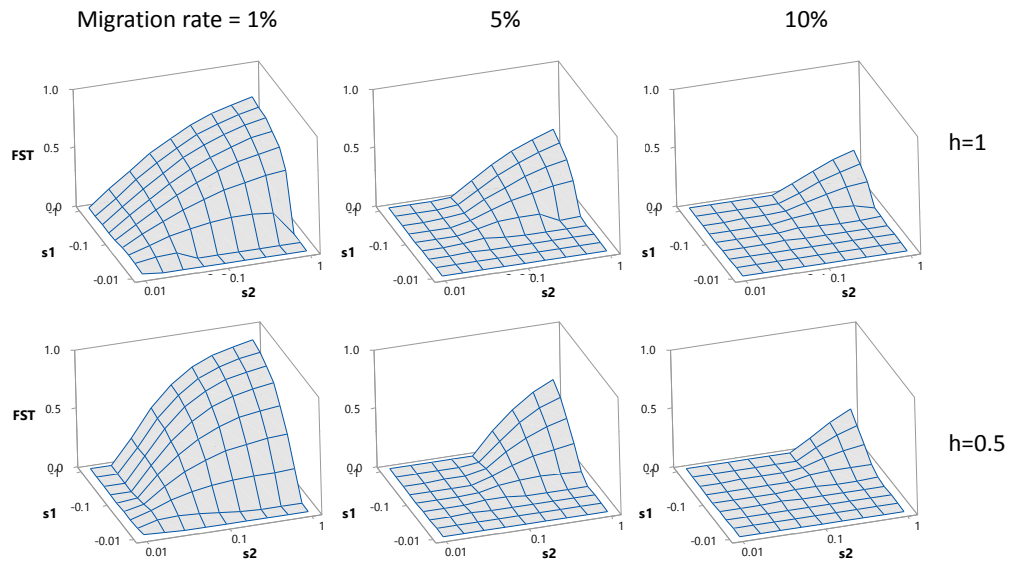 Migration rate = 1% 5% 10%
1.0 1.0 1.0
FST 0.5 0.5 0.5 h=1
0.0 0.0 0.0
-1 -1 -1
s1 -0.1 s1 -0.1 s1 -0.1
-0.01 -0.01 -0.01
0.01 0.1 1 0.01 0.1 1 0.01 0.1 1
s2 s2 s2
1.0 1.0 1.0
FST 0.5 0.5 0.5 h=0.5
0.0 0.0 0.0
-1 -1 -1
s1 -0.1 s1 -0.1 s1 -0.1
-0.01 -0.01 -0.01
0.01 0.1 1 0.01 0.1 1 0.01 0.1 1
s2 s2 s2